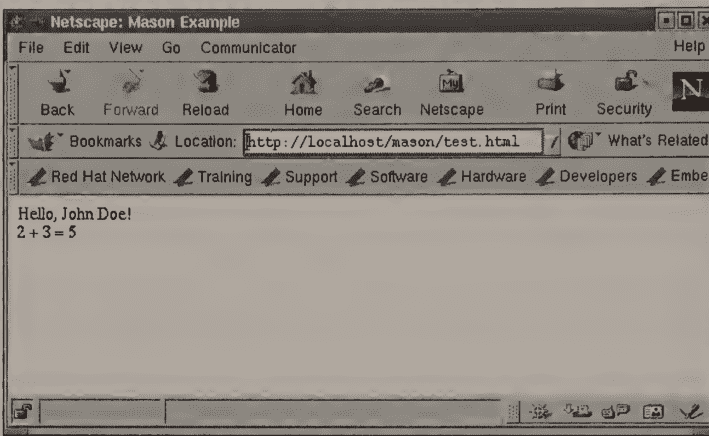 Netscape: Mason Example
File Edit View Go Communicator Help
Back Forward Reload Home Search My Netscape Print Security N
Bookmarks Location: http://localhost/mason/test.html What's Related
Red Hat Network Training Support Software Hardware Developers Embe
Hello, John Doe!
2 + 3 = 5